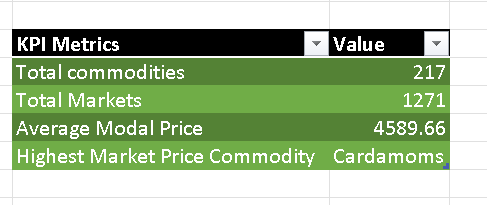 KPI Metrics Value
Total commodities 217
Total Markets 1271
Average Modal Price 4589.66
Highest Market Price Commodity Cardamoms